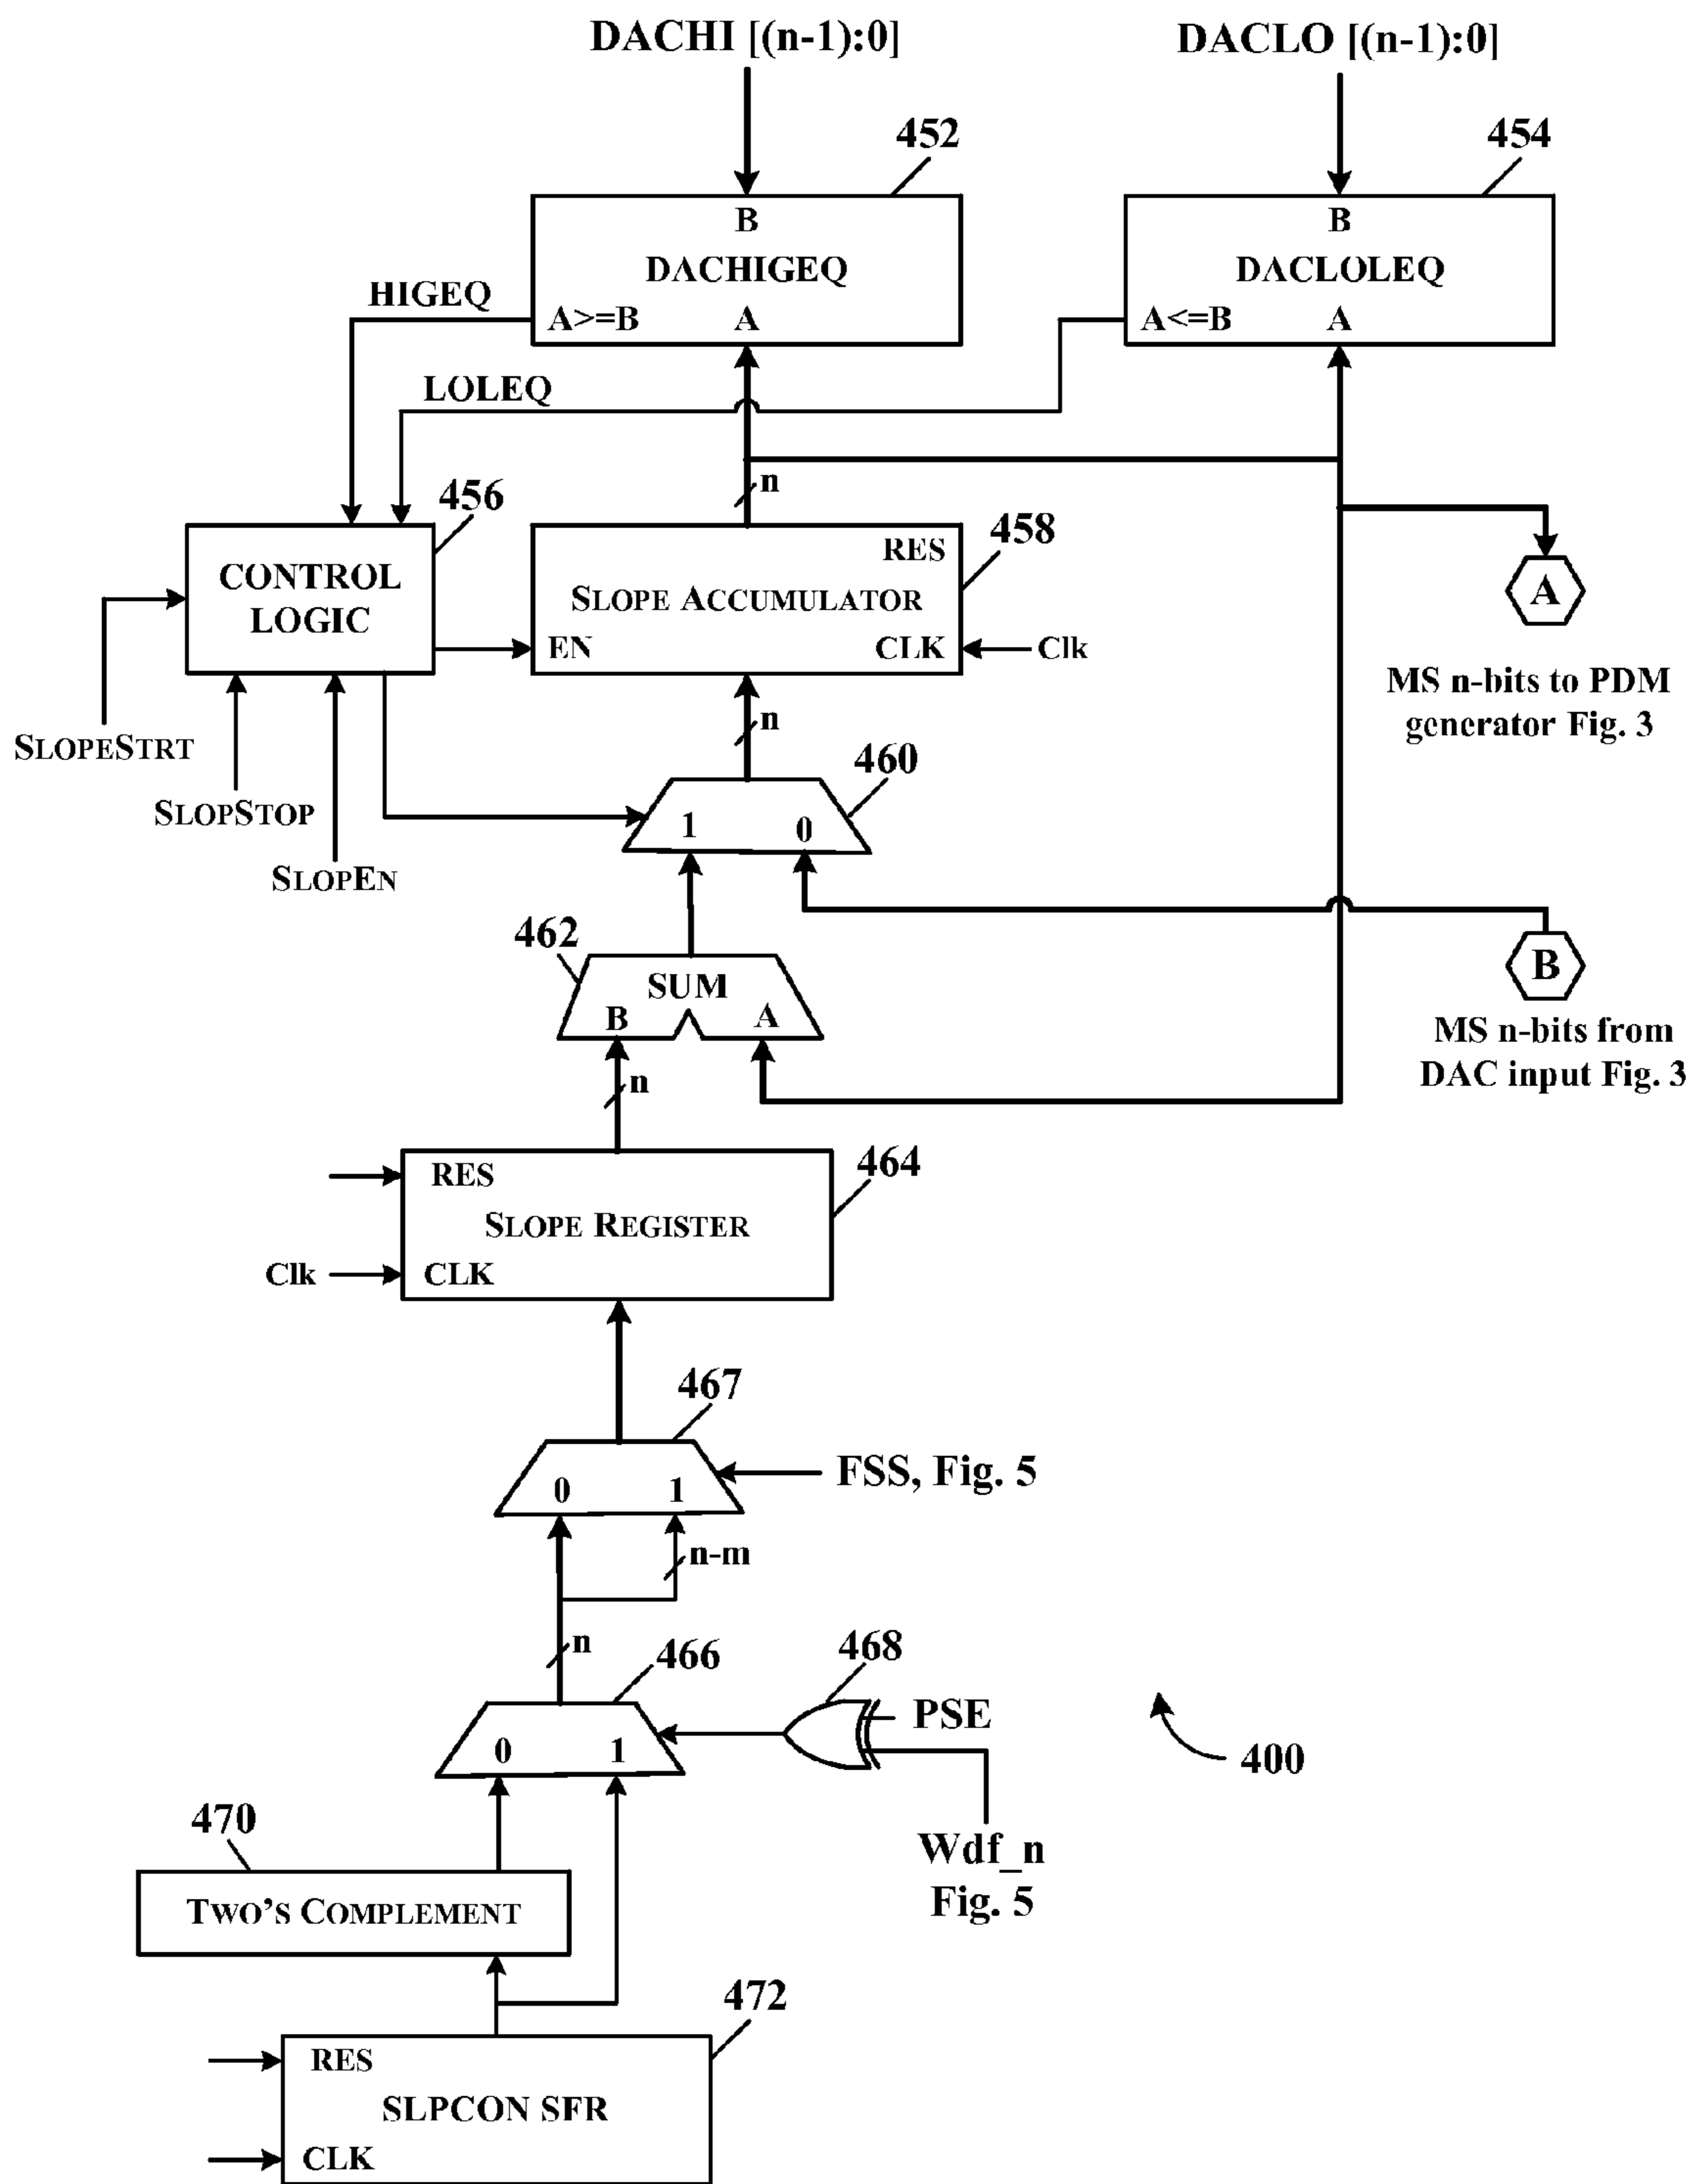 DACHI [(n-1):0]
DACLO [(n-1):0]
452
454
B
DACHIGEQ
A>=B A
B
DACLOLEQ
A<=B A
HIGEQ
LOLEQ
n
456
CONTROL
LOGIC
458
RES
SLOPE ACCUMULATOR
EN CLK
Clk
A
MS n-bits to PDM
generator Fig. 3
SLOPESTRT
SLOPSTOP
SLOPEN
n
460
1 0
462
SUM
B A
B
MS n-bits from
DAC input Fig. 3
n
464
RES
SLOPE REGISTER
Clk
CLK
467
0 1
FSS, Fig. 5
n-m
n
466
0 1
468
PSE
Wdf_n
Fig. 5
400
470
TWO'S COMPLEMENT
472
RES
SLPCON SFR
CLK